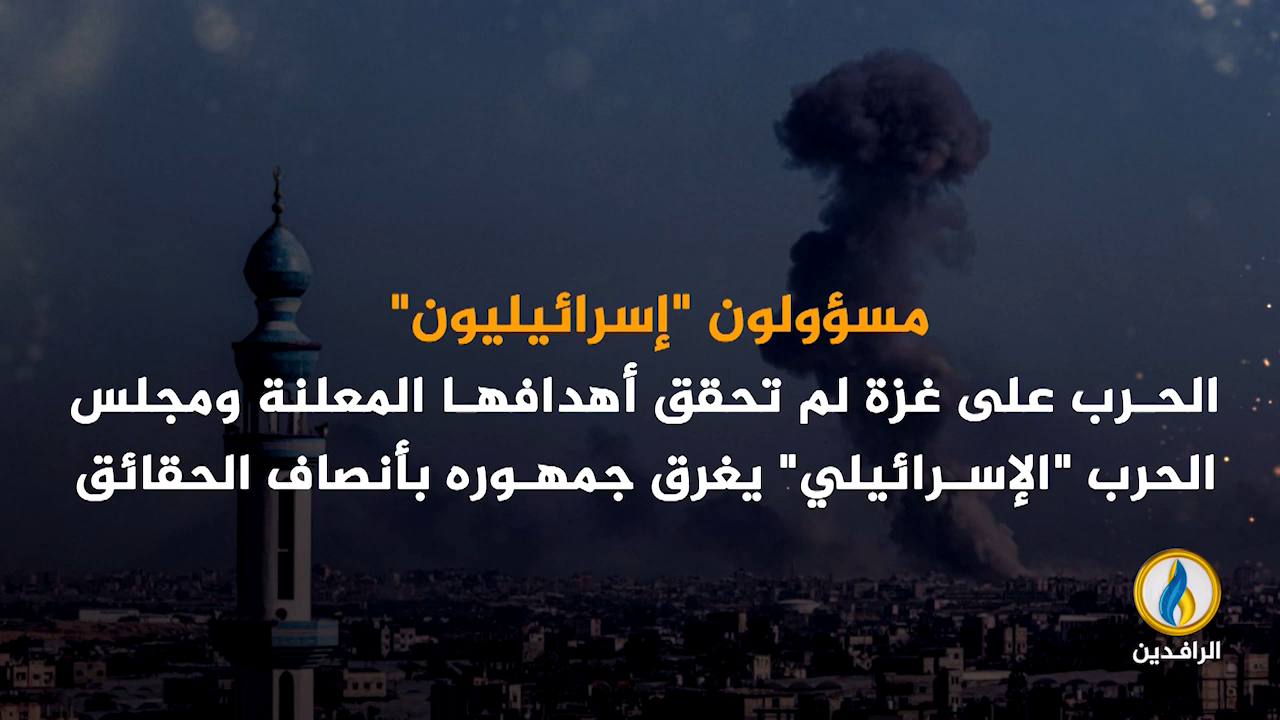 مسؤولون "إسرائيليون"
الحرب على غزة لم تحقق أهدافها المعلنة ومجلس
الحرب "الإسرائيلي" يغرق جمهوره بأنصاف الحقائق
الرافدين